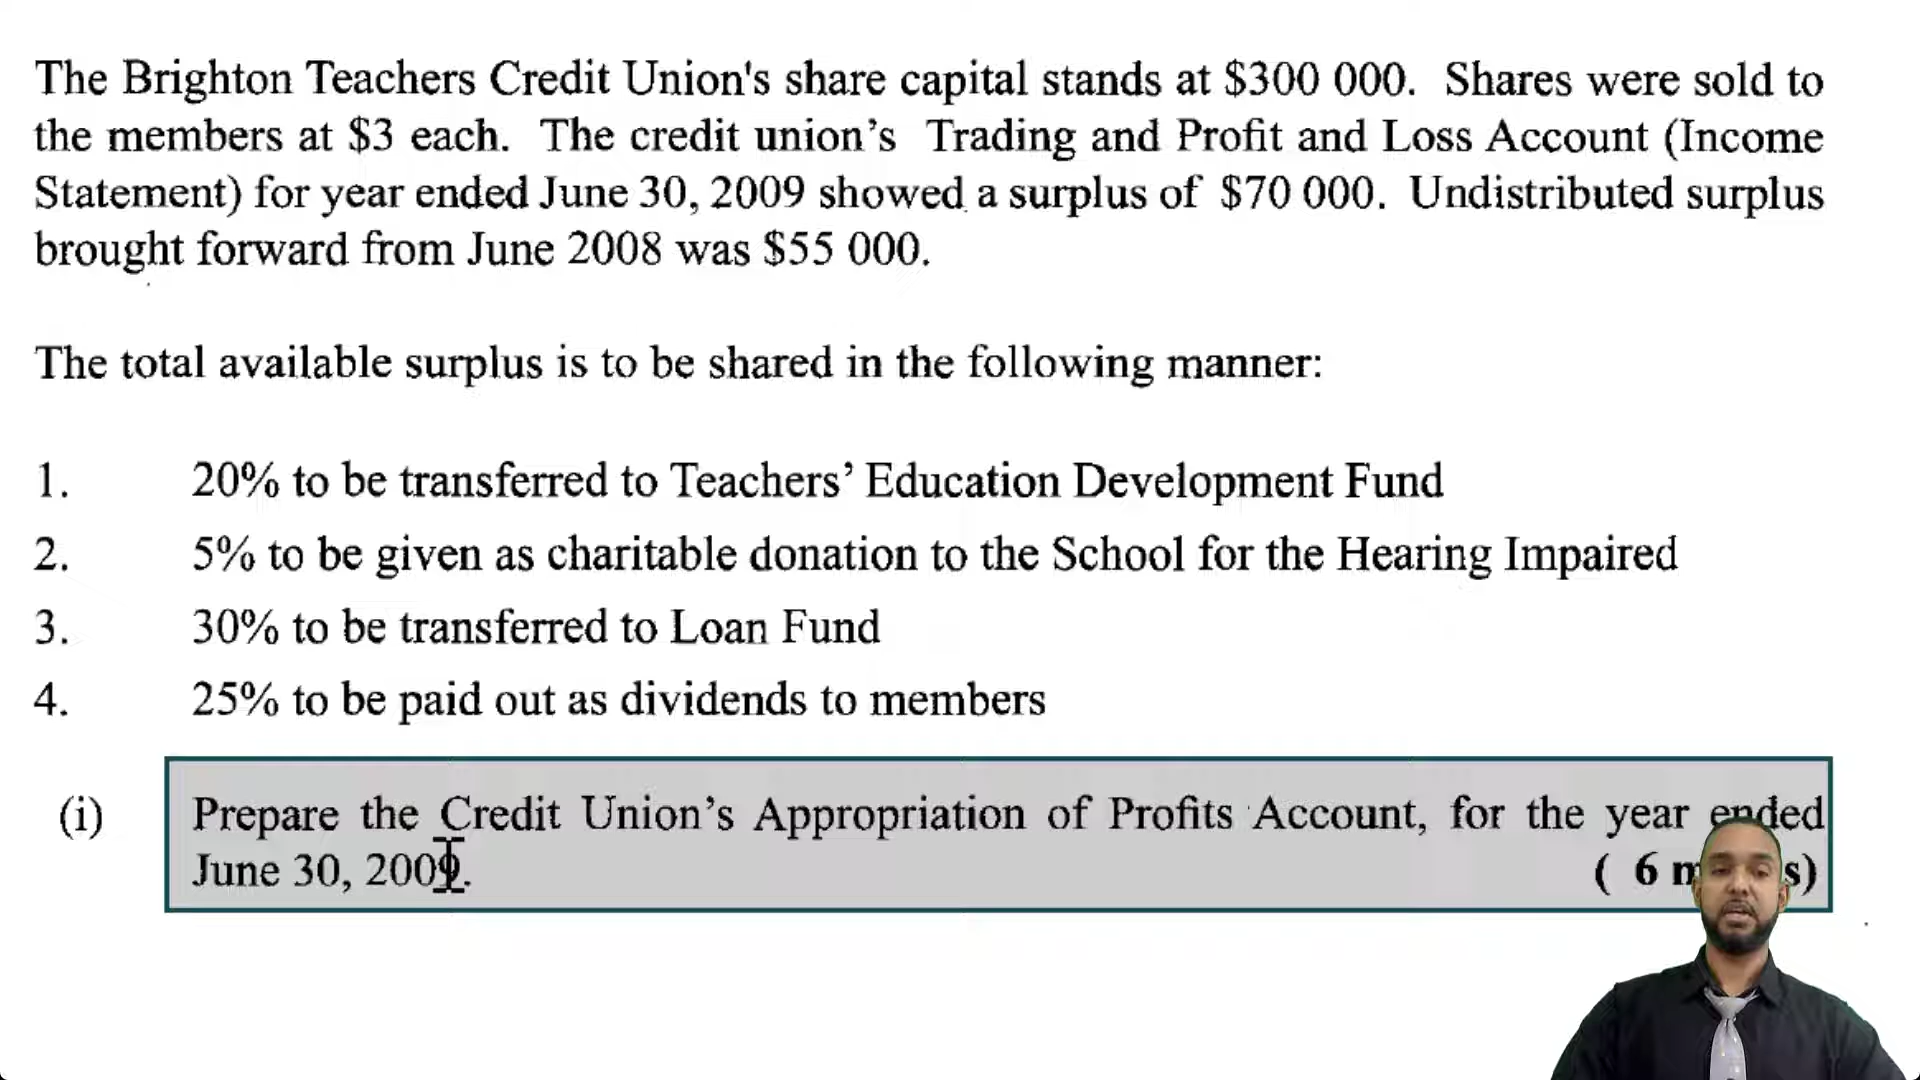 The Brighton Teachers Credit Union's share capital stands at $300 000. Shares were sold to
the members at $3 each. The credit union’s Trading and Profit and Loss Account (Income
Statement) for year ended June 30, 2009 showed a surplus of $70 000. Undistributed surplus
brought forward from June 2008 was $55 000.
The total available surplus is to be shared in the following manner:
1. 20% to be transferred to Teachers’ Education Development Fund
2. 5% to be given as charitable donation to the School for the Hearing Impaired
3. 30% to be transferred to Loan Fund
4. 25% to be paid out as dividends to members
(i) Prepare the Credit Union’s Appropriation of Profits Account, for the year ended
June 30, 2009. ( 6